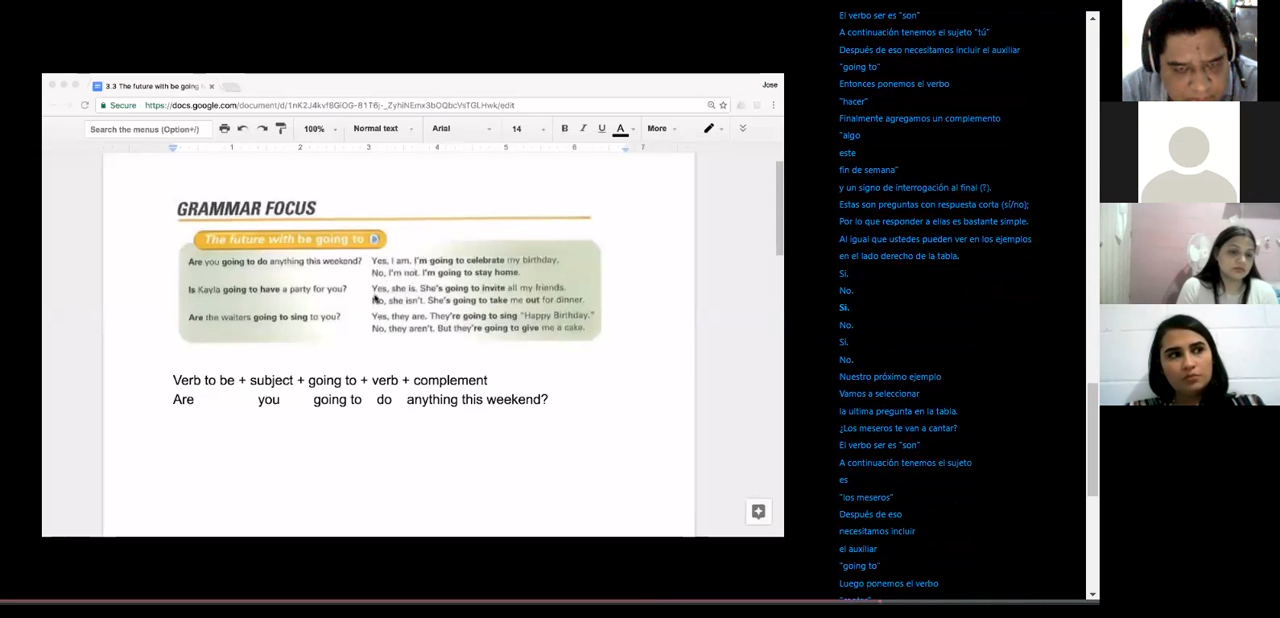 3.3 The future with be going t
Jose
Secure https://docs.google.com/document/d/1nK2J4kvf8GlOG-81T6j-_ZyhiNEmx3bOQbcVsTGLHwk/edit
Search the menus (Option+/)
100%
Normal text
Arial
14
B I U A
More
1 2 3 4 5 6 7
GRAMMAR FOCUS
The future with be going to
Are you going to do anything this weekend? Yes, I am. I'm going to celebrate my birthday.
No, I'm not. I'm going to stay home.
Is Kayla going to have a party for you? Yes, she is. She's going to invite all my friends.
No, she isn't. She's going to take me out for dinner.
Are the waiters going to sing to you? Yes, they are. They're going to sing "Happy Birthday."
No, they aren't. But they're going to give me a cake.
Verb to be + subject + going to + verb + complement
Are you going to do anything this weekend?
El verbo ser es "son"
A continuación tenemos el sujeto "tú"
Después de eso necesitamos incluir el auxiliar
"going to"
Entonces ponemos el verbo
"hacer"
Finalmente agregamos un complemento
"algo
este
fin de semana"
y un signo de interrogación al final (?).
Estas son preguntas con respuesta corta (sí/no);
Por lo que responder a ellas es bastante simple.
Al igual que ustedes pueden ver en los ejemplos
en el lado derecho de la tabla.
Si.
No.
Si.
No.
Si.
No.
Nuestro próximo ejemplo
Vamos a seleccionar
la ultima pregunta en la tabla.
¿Los meseros te van a cantar?
El verbo ser es "son"
A continuación tenemos el sujeto
es
"los meseros"
Después de eso
necesitamos incluir
el auxiliar
"going to"
Luego ponemos el verbo